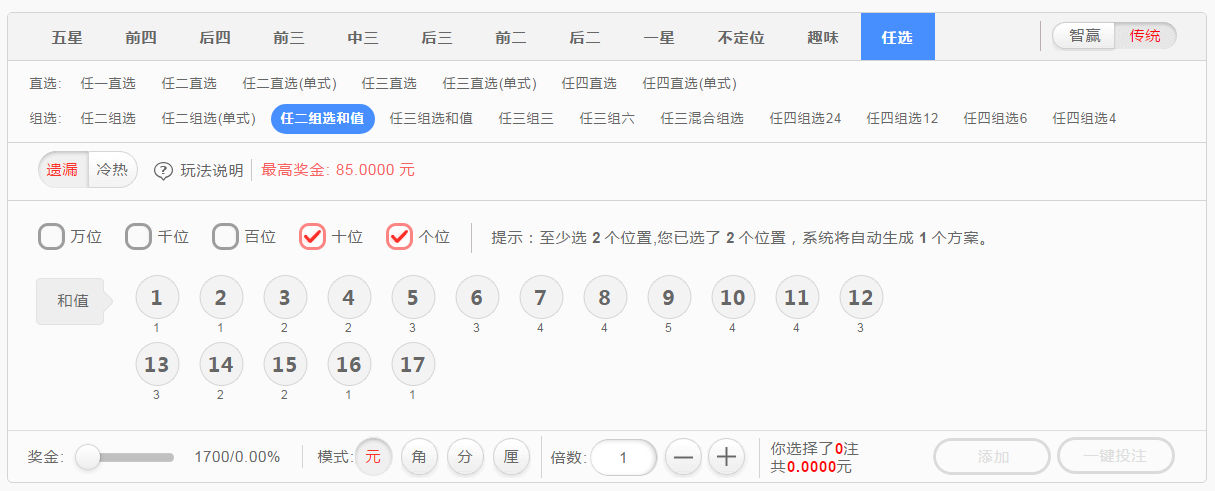 五星 前四 后四 前三 中三 后三 前二 后二 一星 不定位 趣味 任选 智赢 传统
直选: 任一直选 任二直选 任二直选(单式) 任三直选 任三直选(单式) 任四直选 任四直选(单式)
组选: 任二组选 任二组选(单式) 任二组选和值 任三组选和值 任三组三 任三组六 任三混合组选 任四组选24 任四组选12 任四组选6 任四组选4
遗漏 冷热 ? 玩法说明 最高奖金: 85.0000 元
万位 千位 百位 十位 个位 提示：至少选 2 个位置,您已选了 2 个位置，系统将自动生成 1 个方案。
和值 1 2 3 4 5 6 7 8 9 10 11 12
1 1 2 2 3 3 4 4 5 4 4 3
13 14 15 16 17
3 2 2 1 1
奖金: 1700/0.00% 模式: 元 角 分 厘 倍数: 1 你选择了0注 添加 一键投注
共0.0000元